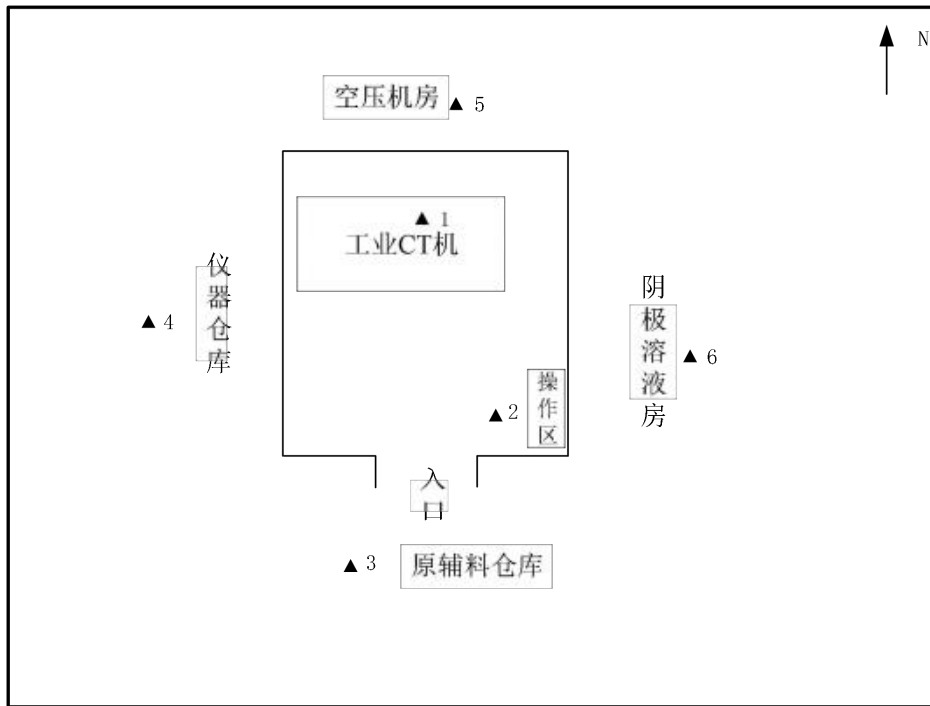 N
空压机房
▲ 5
▲ 1
工业CT机
仪器仓库
▲ 4
阴极溶液房
▲ 6
操作区
▲ 2
入口
▲ 3
原辅料仓库